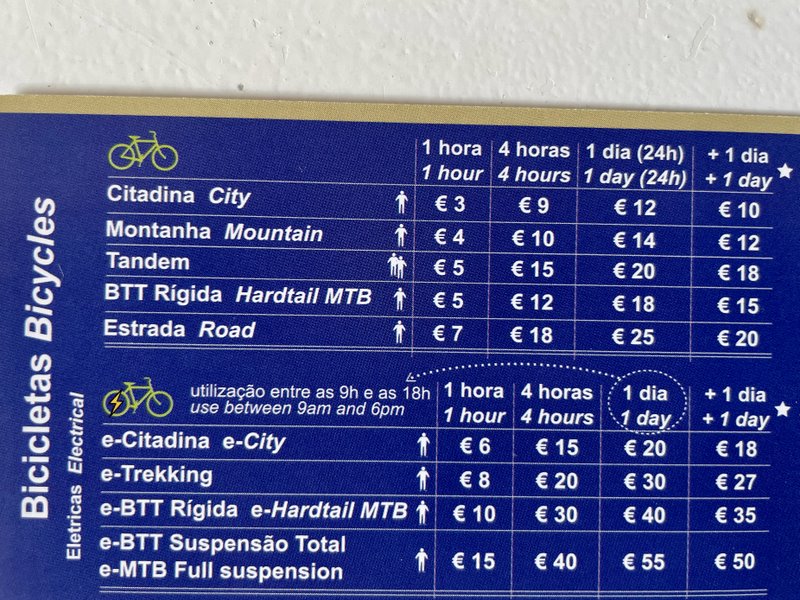 Bicicletas Bicycles
Eletricas Electrical
1 hora 4 horas 1 dia (24h) + 1 dia
1 hour 4 hours 1 day (24h) + 1 day
Citadina City € 3 € 9 € 12 € 10
Montanha Mountain € 4 € 10 € 14 € 12
Tandem € 5 € 15 € 20 € 18
BTT Rígida Hardtail MTB € 5 € 12 € 18 € 15
Estrada Road € 7 € 18 € 25 € 20
utilização entre as 9h e as 18h 1 hora 4 horas 1 dia + 1 dia
use between 9am and 6pm 1 hour 4 hours 1 day + 1 day
e-Citadina e-City € 6 € 15 € 20 € 18
e-Trekking € 8 € 20 € 30 € 27
e-BTT Rígida e-Hardtail MTB € 10 € 30 € 40 € 35
e-BTT Suspensão Total
e-MTB Full suspension € 15 € 40 € 55 € 50